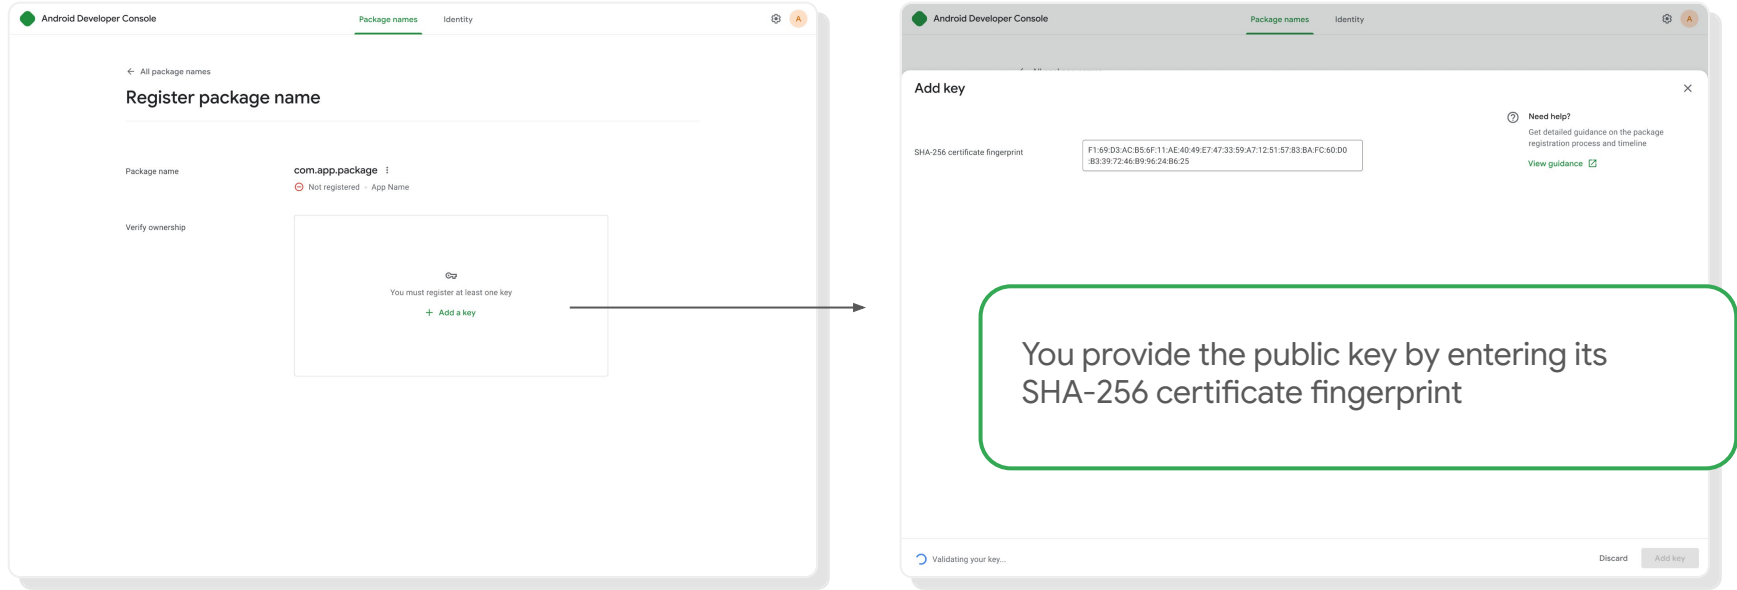 Android Developer Console
Package names
Identity
A
← All package names
Register package name
Package name
com.app.package
Not registered · App Name
Verify ownership
You must register at least one key
+ Add a key
Android Developer Console
Package names
Identity
A
Add key
SHA-256 certificate fingerprint
F1:69:D3:AC:B5:6F:11:AE:40:49:E7:47:33:59:A7:12:51:57:83:BA:FC:60:D0
:B3:39:72:46:B9:96:24:B6:25
Need help?
Get detailed guidance on the package
registration process and timeline
View guidance
You provide the public key by entering its
SHA-256 certificate fingerprint
Validating your key...
Discard
Add key